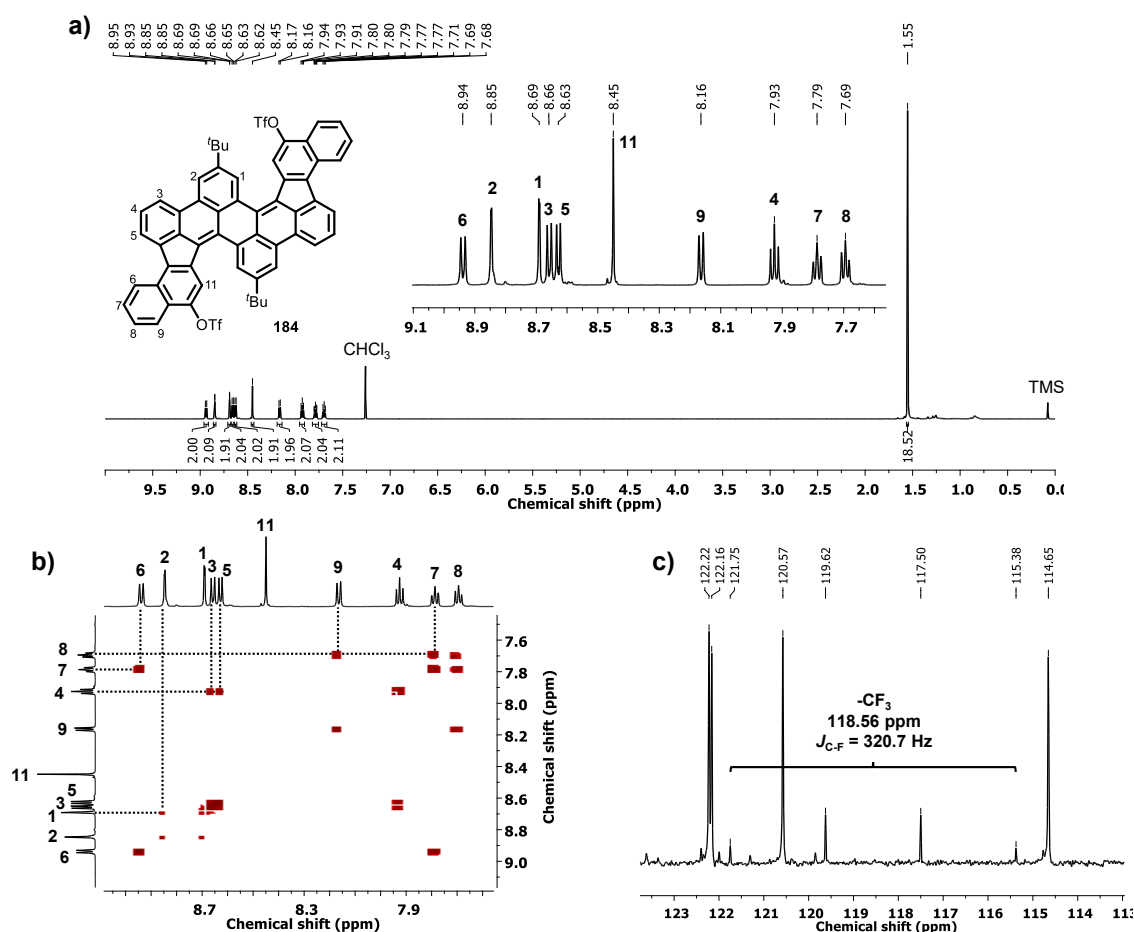 a)
8.95 8.93 8.85 8.85 8.69 8.69 8.66 8.65 8.63 8.62 8.45 8.17 8.16 7.94 7.93 7.91 7.80 7.80 7.79 7.77 7.77 7.71 7.69 7.68
1.55
8.94 8.85 8.69 8.66 8.63 8.45 8.16 7.93 7.79 7.69
TfO
tBu
2 1
3
4
5
6
7
8
9
11
tBu
OTf
184
6 2 1 3 5 11 9 4 7 8
9.1 8.9 8.7 8.5 8.3 8.1 7.9 7.7
Chemical shift (ppm)
CHCl3
TMS
2.00 2.09 1.91 2.04 2.02 1.91 1.96 2.07 2.04 2.11
18.52
9.5 9.0 8.5 8.0 7.5 7.0 6.5 6.0 5.5 5.0 4.5 4.0 3.5 3.0 2.5 2.0 1.5 1.0 0.0
Chemical shift (ppm)
b)
6 2 1 3 5 11 9 4 7 8
8
7
4
9
11
5
3
1
2
6
7.6
7.8
8.0
8.2
8.4
8.6
8.8
9.0
Chemical shift (ppm)
8.7 8.3 7.9
Chemical shift (ppm)
c)
122.22 122.16 121.75 120.57 119.62 117.50 115.38 114.65
-CF3
118.56 ppm
JC-F = 320.7 Hz
123 122 121 120 119 118 117 116 115 114 113
Chemical shift (ppm)